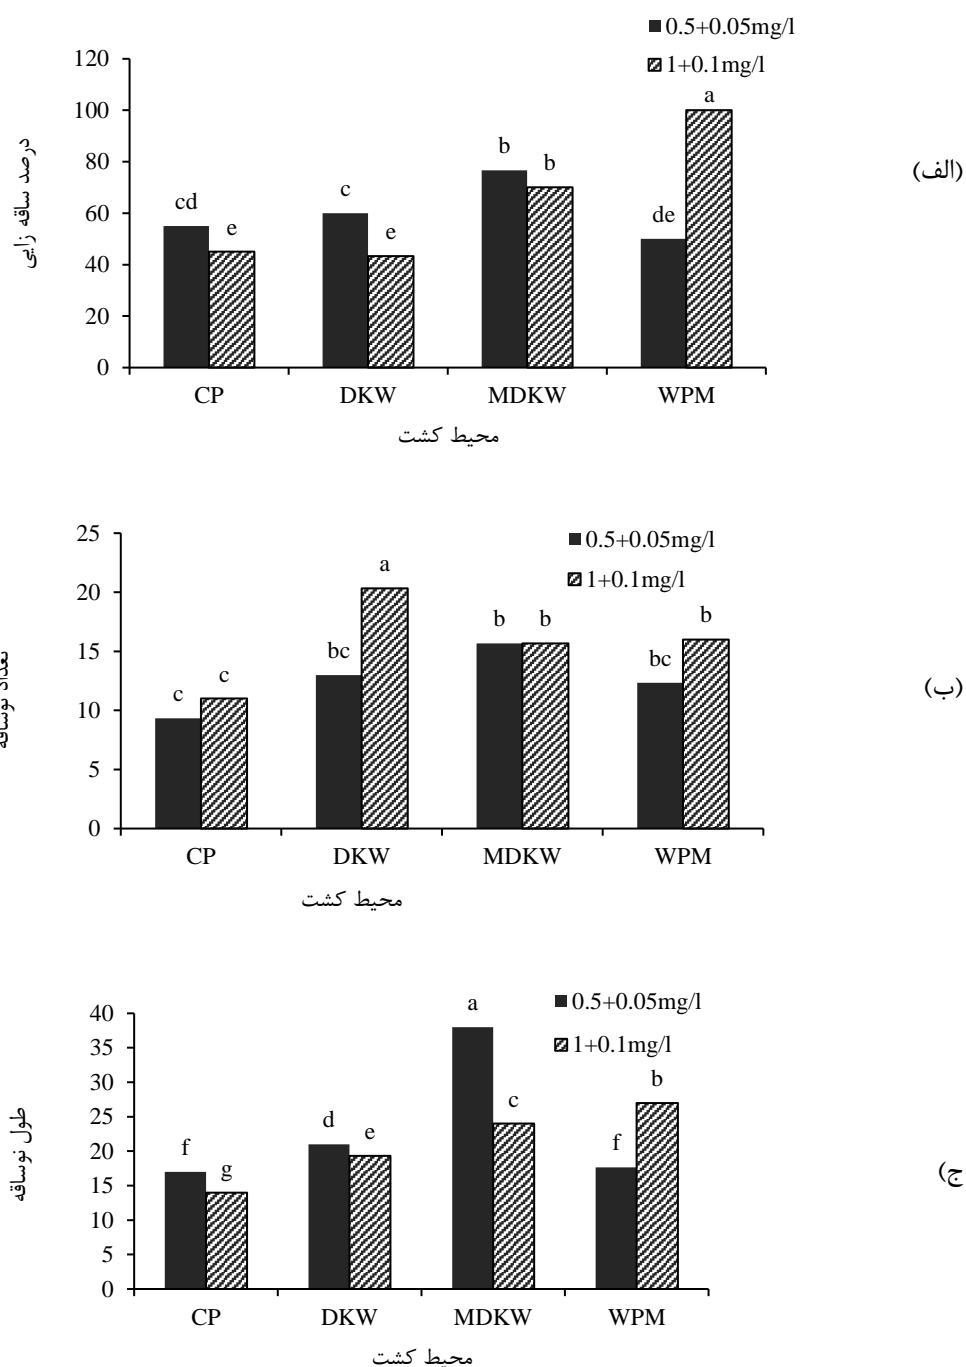 0.5+0.05mg/l
1+0.1mg/l
120
100
80
60
40
20
0
cd
e
c
e
b
b
de
a
CP
DKW
MDKW
WPM
درصد ساقه زایی
محیط کشت
(الف)
0.5+0.05mg/l
1+0.1mg/l
25
20
15
10
5
0
c
c
bc
a
b
b
bc
b
CP
DKW
MDKW
WPM
محیط کشت
(ب)
0.5+0.05mg/l
1+0.1mg/l
40
35
30
25
20
15
10
5
0
f
g
d
e
a
c
f
b
CP
DKW
MDKW
WPM
طول نوساقه
محیط کشت
(ج